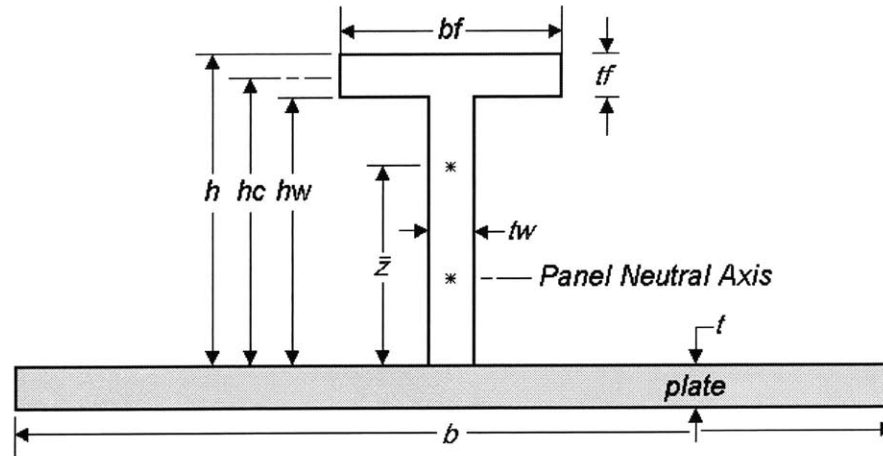 bf
tf
h hc hw
z̄
tw
Panel Neutral Axis
t
plate
b